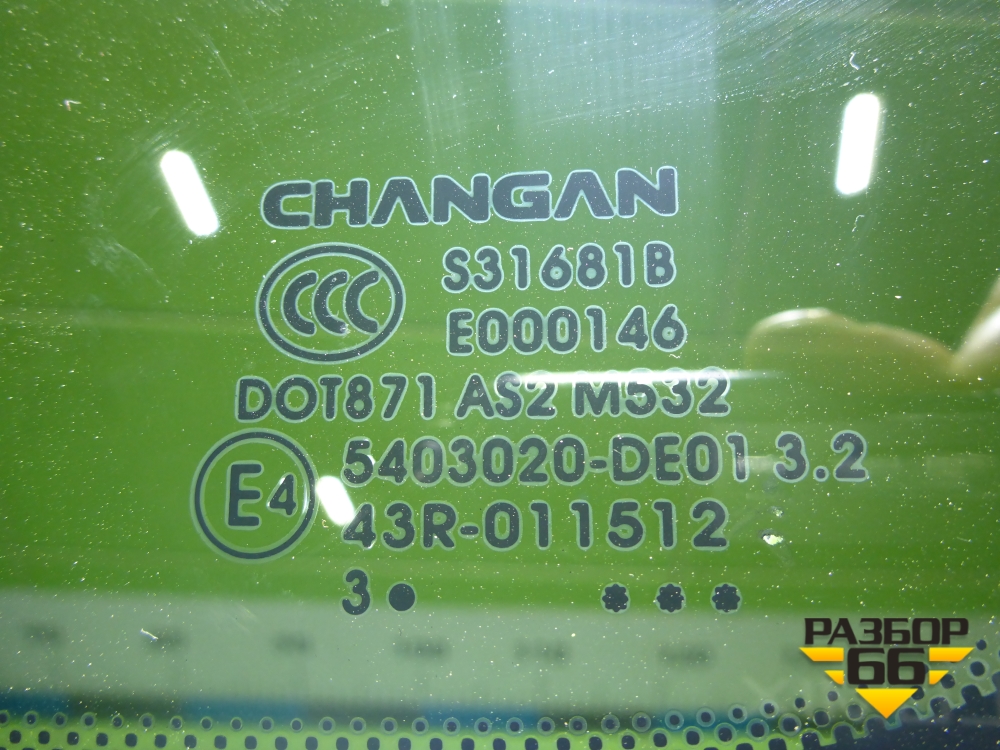 CHANGAN
CCC
S31681B
E000146
DOT871 AS2 M532
E4
5403020-DE01 3.2
43R-011512
3
РАЗБОР
66